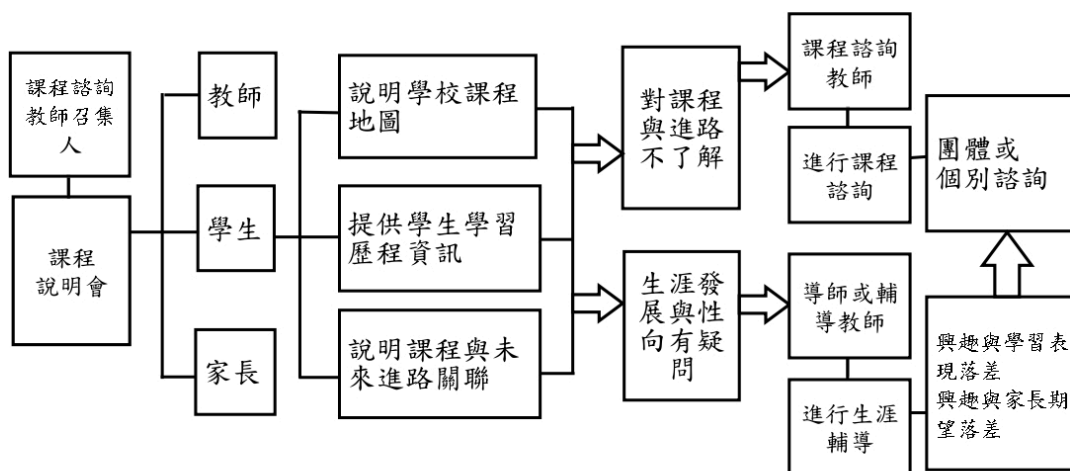 課程諮詢
教師召集
人
課程
說明會
教師
學生
家長
說明學校課程
地圖
提供學生學習
歷程資訊
說明課程與未
來進路關聯
對課程
與進路
不了解
生涯發
展與性
向有疑
問
課程諮詢
教師
進行課程
諮詢
導師或輔
導教師
進行生涯
輔導
團體或
個別諮詢
興趣與學習表
現落差
興趣與家長期
望落差